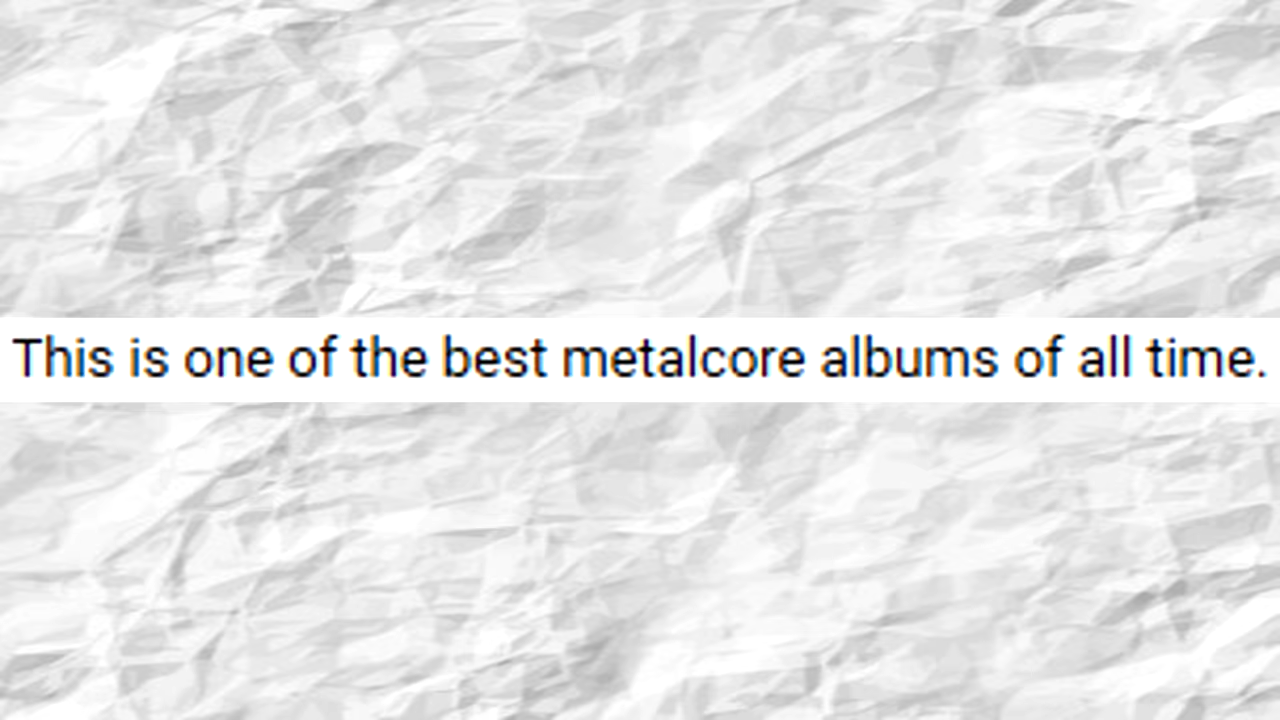 This is one of the best metalcore albums of all time.